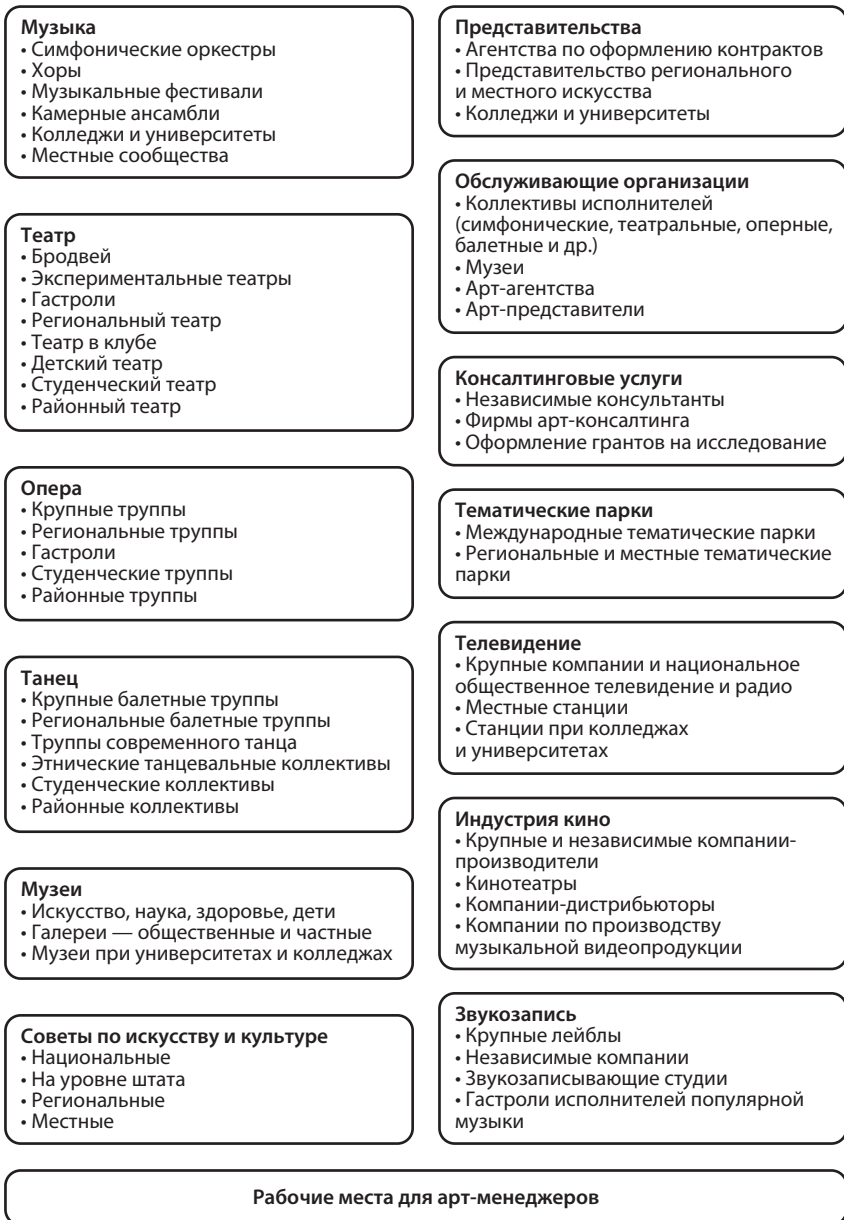 Музыка
• Симфонические оркестры
• Хоры
• Музыкальные фестивали
• Камерные ансамбли
• Колледжи и университеты
• Местные сообщества
Театр
• Бродвей
• Экспериментальные театры
• Гастроли
• Региональный театр
• Театр в клубе
• Детский театр
• Студенческий театр
• Районный театр
Опера
• Крупные труппы
• Региональные труппы
• Гастроли
• Студенческие труппы
• Районные труппы
Танец
• Крупные балетные труппы
• Региональные балетные труппы
• Труппы современного танца
• Этнические танцевальные коллективы
• Студенческие коллективы
• Районные коллективы
Музеи
• Искусство, наука, здоровье, дети
• Галереи — общественные и частные
• Музеи при университетах и колледжах
Советы по искусству и культуре
• Национальные
• На уровне штата
• Региональные
• Местные
Представительства
• Агентства по оформлению контрактов
• Представительство регионального
и местного искусства
• Колледжи и университеты
Обслуживающие организации
• Коллективы исполнителей
(симфонические, театральные, оперные,
балетные и др.)
• Музеи
• Арт-агентства
• Арт-представители
Консалтинговые услуги
• Независимые консультанты
• Фирмы арт-консалтинга
• Оформление грантов на исследование
Тематические парки
• Международные тематические парки
• Региональные и местные тематические
парки
Телевидение
• Крупные компании и национальное
общественное телевидение и радио
• Местные станции
• Станции при колледжах
и университетах
Индустрия кино
• Крупные и независимые компании-
производители
• Кинотеатры
• Компании-дистрибьюторы
• Компании по производству
музыкальной видеопродукции
Звукозапись
• Крупные лейблы
• Независимые компании
• Звукозаписывающие студии
• Гастроли исполнителей популярной
музыки
Рабочие места для арт-менеджеров